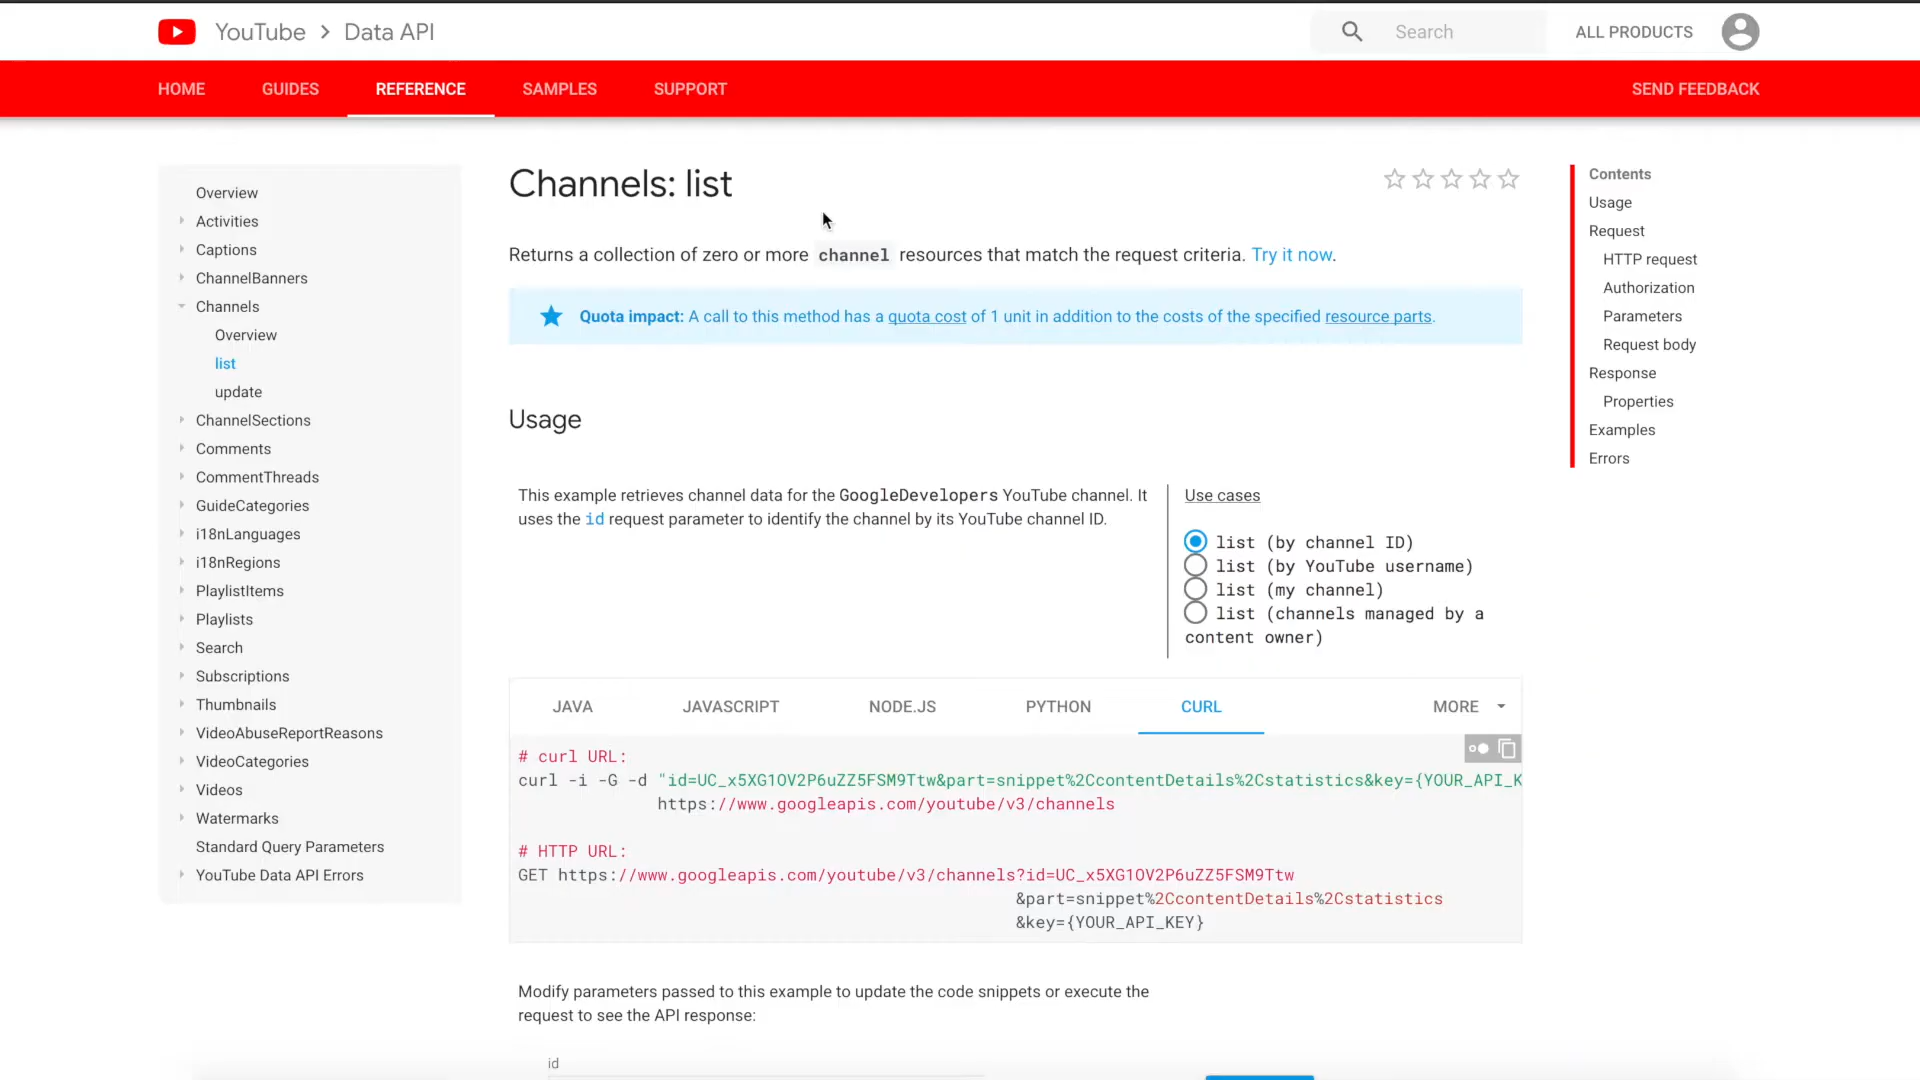 YouTube > Data API
Search
ALL PRODUCTS
HOME
GUIDES
REFERENCE
SAMPLES
SUPPORT
SEND FEEDBACK
Overview
Activities
Captions
ChannelBanners
Channels
Overview
list
update
ChannelSections
Comments
CommentThreads
GuideCategories
i18nLanguages
i18nRegions
PlaylistItems
Playlists
Search
Subscriptions
Thumbnails
VideoAbuseReportReasons
VideoCategories
Videos
Watermarks
Standard Query Parameters
YouTube Data API Errors
Channels: list
Returns a collection of zero or more channel resources that match the request criteria. Try it now.
Quota impact: A call to this method has a quota cost of 1 unit in addition to the costs of the specified resource parts.
Usage
This example retrieves channel data for the GoogleDevelopers YouTube channel. It
uses the id request parameter to identify the channel by its YouTube channel ID.
Use cases
list (by channel ID)
list (by YouTube username)
list (my channel)
list (channels managed by a
content owner)
JAVA
JAVASCRIPT
NODE.JS
PYTHON
CURL
MORE
# curl URL:
curl -i -G -d "id=UC_x5XG1OV2P6uZZ5FSM9Ttw&part=snippet%2CcontentDetails%2Cstatistics&key={YOUR_API_K
https://www.googleapis.com/youtube/v3/channels
# HTTP URL:
GET https://www.googleapis.com/youtube/v3/channels?id=UC_x5XG1OV2P6uZZ5FSM9Ttw
&part=snippet%2CcontentDetails%2Cstatistics
&key={YOUR_API_KEY}
Modify parameters passed to this example to update the code snippets or execute the
request to see the API response:
id
Contents
Usage
Request
HTTP request
Authorization
Parameters
Request body
Response
Properties
Examples
Errors